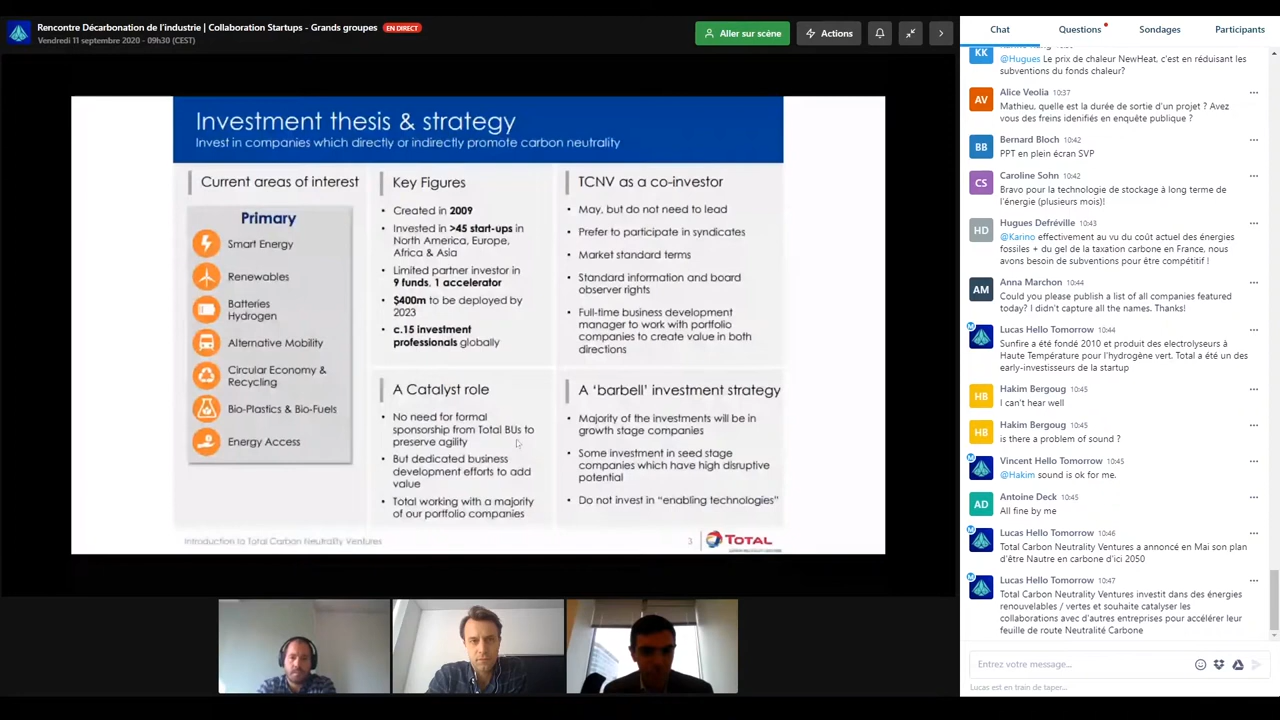 Rencontre Décarbonation de l'industrie | Collaboration Startups - Grands groupes
EN DIRECT
Vendredi 11 septembre 2020 - 09h30 (CEST)
Aller sur scène
Actions
Investment thesis & strategy
Invest in companies which directly or indirectly promote carbon neutrality
Current areas of interest
Primary
Smart Energy
Renewables
Batteries
Hydrogen
Alternative Mobility
Circular Economy &
Recycling
Bio-Plastics & Bio-Fuels
Energy Access
Key Figures
• Created in 2009
• Invested in >45 start-ups in
North America, Europe,
Africa & Asia
• Limited partner investor in
9 funds, 1 accelerator
• $400m to be deployed by
2023
• c.15 investment
professionals globally
TCNV as a co-investor
• May, but do not need to lead
• Prefer to participate in syndicates
• Market standard terms
• Standard information and board
observer rights
• Full-time business development
manager to work with portfolio
companies to create value in both
directions
A Catalyst role
• No need for formal
sponsorship from Total BUs to
preserve agility
• But dedicated business
development efforts to add
value
• Total working with a majority
of our portfolio companies
A 'barbell' investment strategy
• Majority of the investments will be in
growth stage companies
• Some investment in seed stage
companies which have high disruptive
potential
• Do not invest in "enabling technologies"
Introduction to Total Carbon Neutrality Ventures
3
TOTAL
Chat
Questions
Sondages
Participants
KK
@Hugues Le prix de chaleur NewHeat, c'est en réduisant les
subventions du fonds chaleur?
AV
Alice Veolia 10:37
Mathieu, quelle est la durée de sortie d'un projet ? Avez
vous des freins idenifiés en enquête publique ?
BB
Bernard Bloch 10:42
PPT en plein écran SVP
CS
Caroline Sohn 10:42
Bravo pour la technologie de stockage à long terme de
l'énergie (plusieurs mois)!
HD
Hugues Defréville 10:43
@Karino effectivement au vu du coût actuel des énergies
fossiles + du gel de la taxation carbone en France, nous
avons besoin de subventions pour être compétitif !
AM
Anna Marchon 10:44
Could you please publish a list of all companies featured
today? I didn't capture all the names. Thanks!
Lucas Hello Tomorrow 10:44
Sunfire a été fondé 2010 et produit des electrolyseurs à
Haute Température pour l'hydrogène vert. Total a été un des
early-investisseurs de la startup
HB
Hakim Bergoug 10:45
I can't hear well
HB
Hakim Bergoug 10:45
is there a problem of sound ?
Vincent Hello Tomorrow 10:45
@Hakim sound is ok for me.
AD
Antoine Deck 10:45
All fine by me
Lucas Hello Tomorrow 10:46
Total Carbon Neutrality Ventures a annoncé en Mai son plan
d'être Nautre en carbone d'ici 2050
Lucas Hello Tomorrow 10:47
Total Carbon Neutrality Ventures investit dans des énergies
renouvelables / vertes et souhaite catalyser les
collaborations avec d'autres entreprises pour accélérer leur
feuille de route Neutralité Carbone
Entrez votre message...
Lucas est en train de taper...